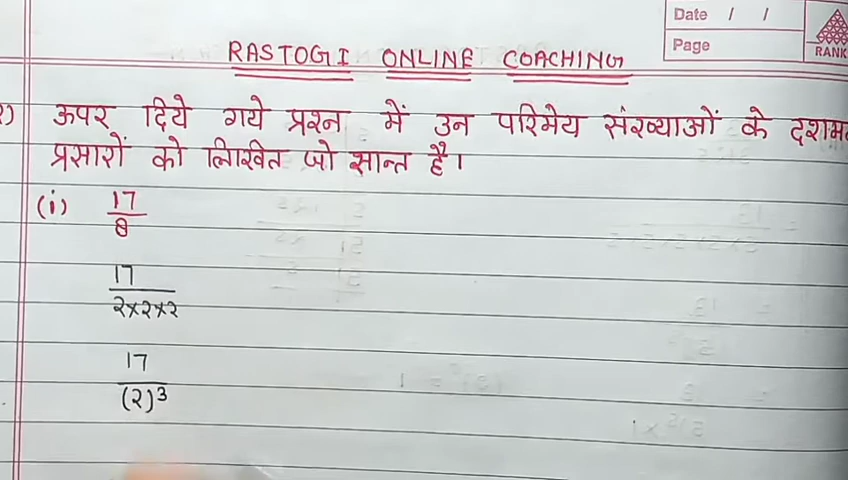 Date / /
Page
RANK
RASTOGI ONLINE COACHING
ऊपर दिये गये प्रश्न में उन परिमेय संख्याओं के
प्रसारों को लिखित जो सान्त है।
(i) 17
8
17
2×2×2
17
(2)3